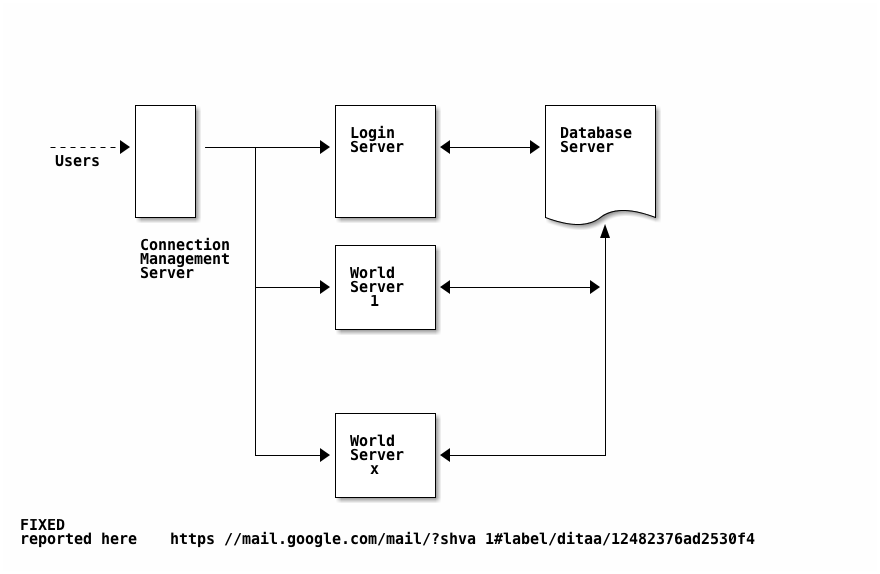 Users
Connection
Management
Server
Login
Server
Database
Server
World
Server
1
World
Server
x
FIXED
reported here https //mail.google.com/mail/?shva 1#label/ditaa/12482376ad2530f4